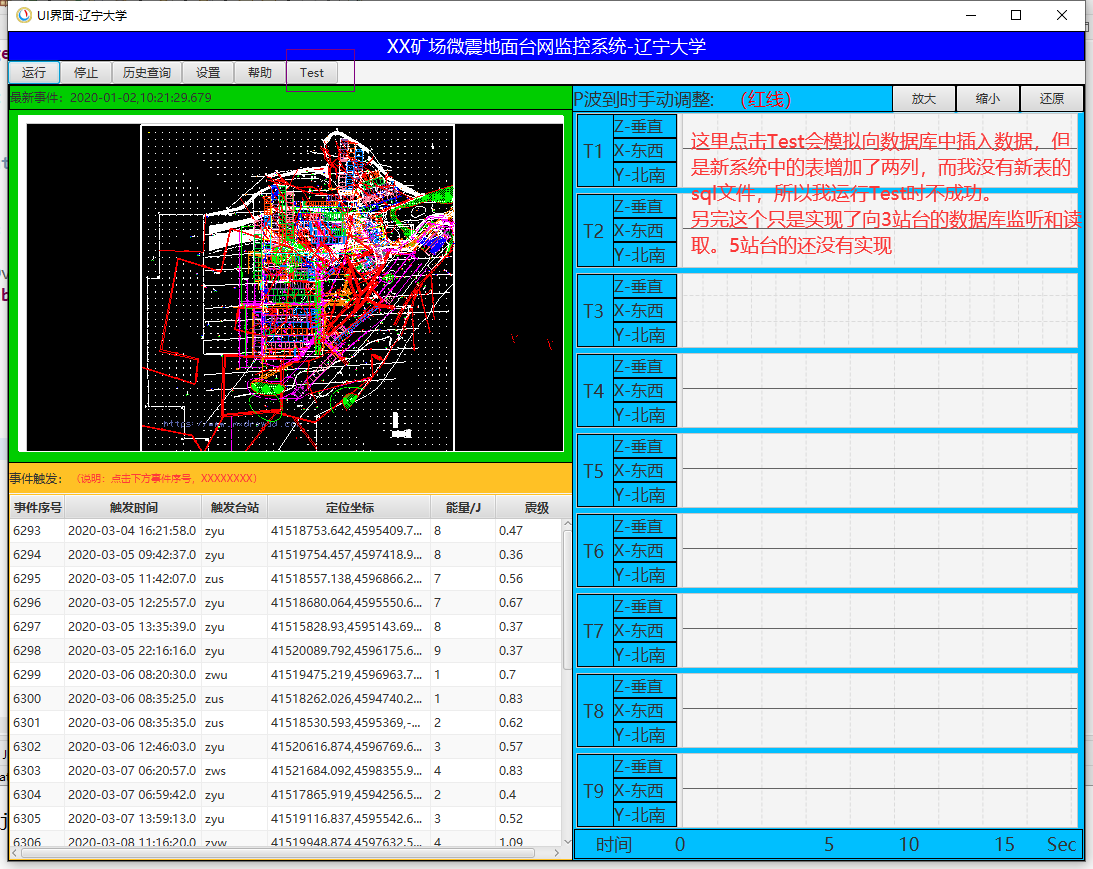 UI界面-辽宁大学
XX矿场微震地面台网监控系统-辽宁大学
运行 停止 历史查询 设置 帮助 Test
最新事件：2020-01-02,10:21:29.679
https://www.mxdraw3d.com
事件触发：（说明：点击下方事件序号，XXXXXXXX）
事件序号 触发时间 触发台站 定位坐标 能量/J 震级
6293 2020-03-04 16:21:58.0 zyu 41518753.642,4595409.7... 8 0.47
6294 2020-03-05 09:42:37.0 zyu 41519754.457,4597418.9... 8 0.36
6295 2020-03-05 11:42:07.0 zus 41518557.138,4596866.2... 7 0.56
6296 2020-03-05 12:25:57.0 zyu 41518680.064,4595550.6... 7 0.67
6297 2020-03-05 13:35:39.0 zyu 41515828.93,4595143.69... 8 0.37
6298 2020-03-05 22:16:16.0 zyu 41520089.792,4596175.6... 9 0.37
6299 2020-03-06 08:20:30.0 zwu 41519475.219,4596963.7... 1 0.7
6300 2020-03-06 08:35:25.0 zus 41518262.026,4594740.2... 1 0.83
6301 2020-03-06 08:35:35.0 zus 41518530.593,4595369,-... 2 0.62
6302 2020-03-06 12:46:03.0 zyu 41520616.874,4596769.6... 3 0.57
6303 2020-03-07 06:20:57.0 zws 41521684.092,4598355.9... 4 0.83
6304 2020-03-07 06:59:42.0 zyu 41517865.919,4594256.5... 2 0.4
6305 2020-03-07 13:59:13.0 zyu 41519116.837,4595542.6... 3 0.52
6306 2020-03-08 11:16:20.0 zyw 41519948.874,4597632.5... 4 1.09
P波到时手动调整: （红线） 放大 缩小 还原
T1
Z-垂直
X-东西
Y-北南
这里点击Test会模拟向数据库中插入数据，但
是新系统中的表增加了两列，而我没有新表的
sql文件，所以我运行Test时不成功。
另完这个只是实现了向3站台的数据库监听和读
取。5站台的还没有实现
T2
Z-垂直
X-东西
Y-北南
T3
Z-垂直
X-东西
Y-北南
T4
Z-垂直
X-东西
Y-北南
T5
Z-垂直
X-东西
Y-北南
T6
Z-垂直
X-东西
Y-北南
T7
Z-垂直
X-东西
Y-北南
T8
Z-垂直
X-东西
Y-北南
T9
Z-垂直
X-东西
Y-北南
时间 0 5 10 15 Sec